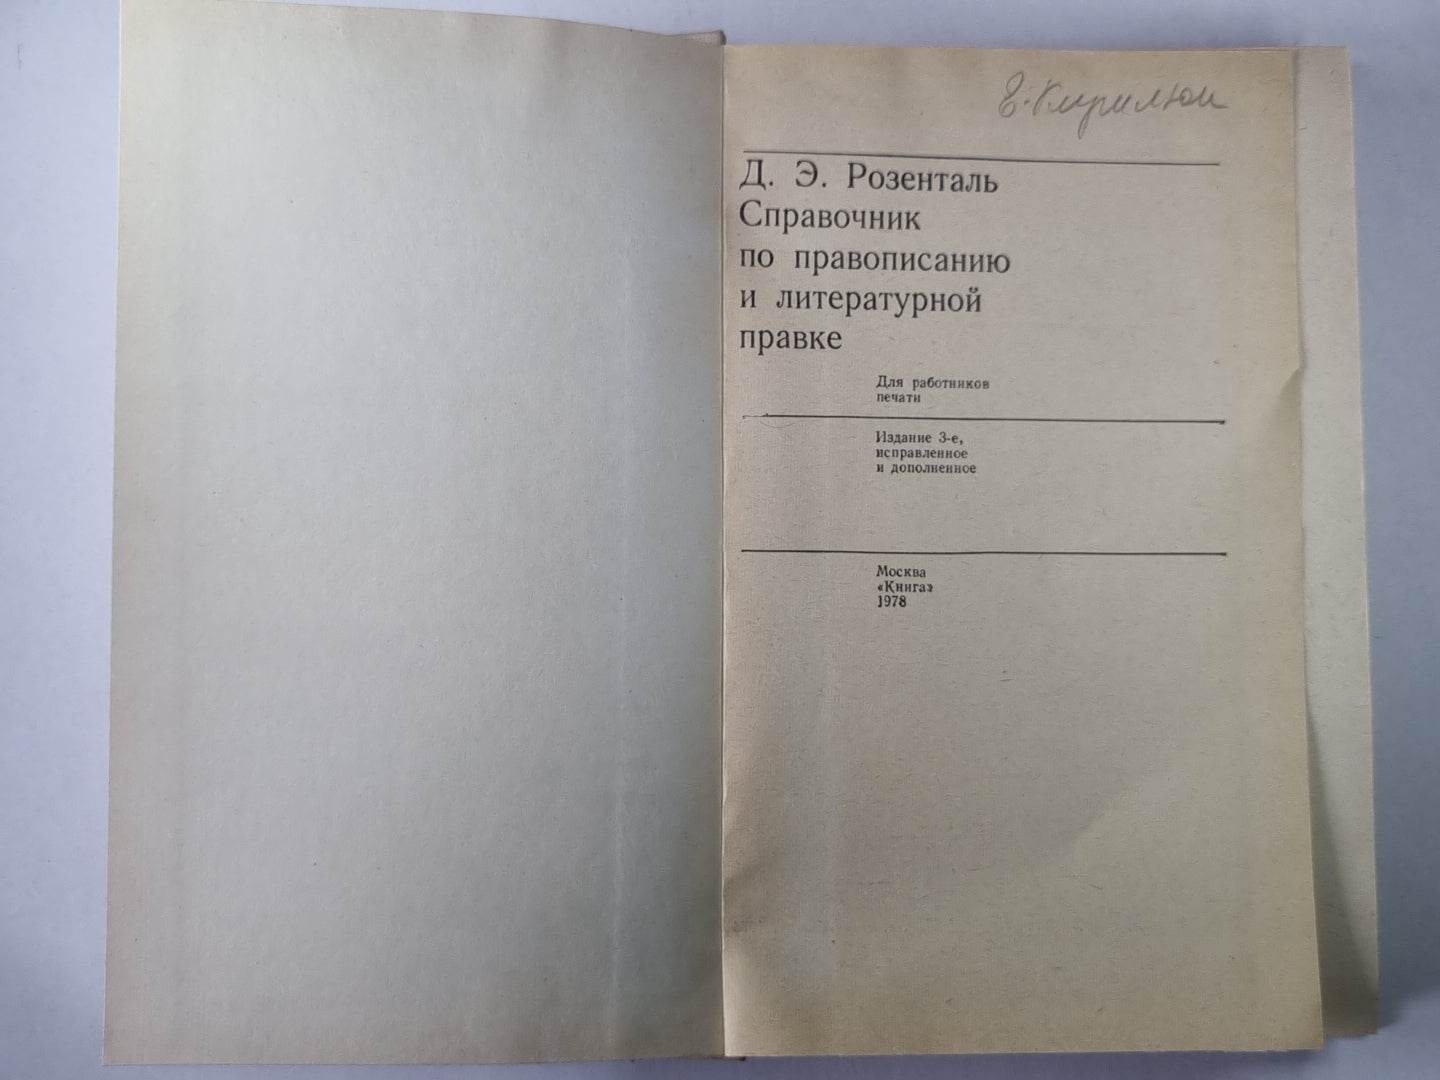 Д. Э. Розенталь
Справочник
по правописанию
и литературной
правке
Для работников
печати
Издание 3-е,
исправленное
и дополненное
Москва
«Книга»
1978